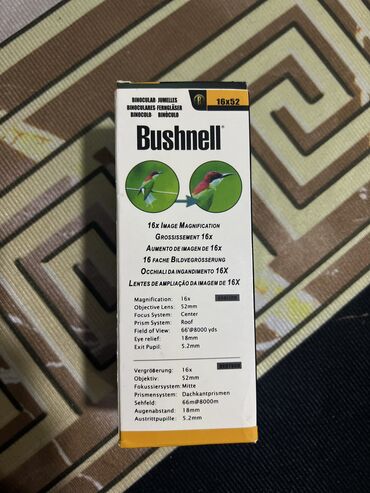 BINOCULAR·JUMELLES
BINOCULARES·FERNGLÄSER
BINOCOLO BINÓCULO
16x52
Bushnell®
16x IMAGE MAGNIFICATION
GROSSISSEMENT 16x
AUMENTO DE IMAGEN DE 16x
16 FACHE BILDVEGROSSERUNG
OCCHIALI DA INGANDIMENTO 16X
LENTES DE AMPLIAÇÃO DA IMAGEM DE 16X
Magnification: 16x
Objective Lens: 52mm
Focus System: Center
Prism System: Roof
Field of View: 66'@8000 yds
Eye relief: 18mm
Exit Pupil: 5.2mm
Vergrößerung: 16x
Objektiv: 52mm
Fokussiersystem: Mitte
Prismensystem: Dachkantprismen
Sehfeld: 66m@8000m
Augenabstand: 18mm
Austrittpupille: 5.2mm